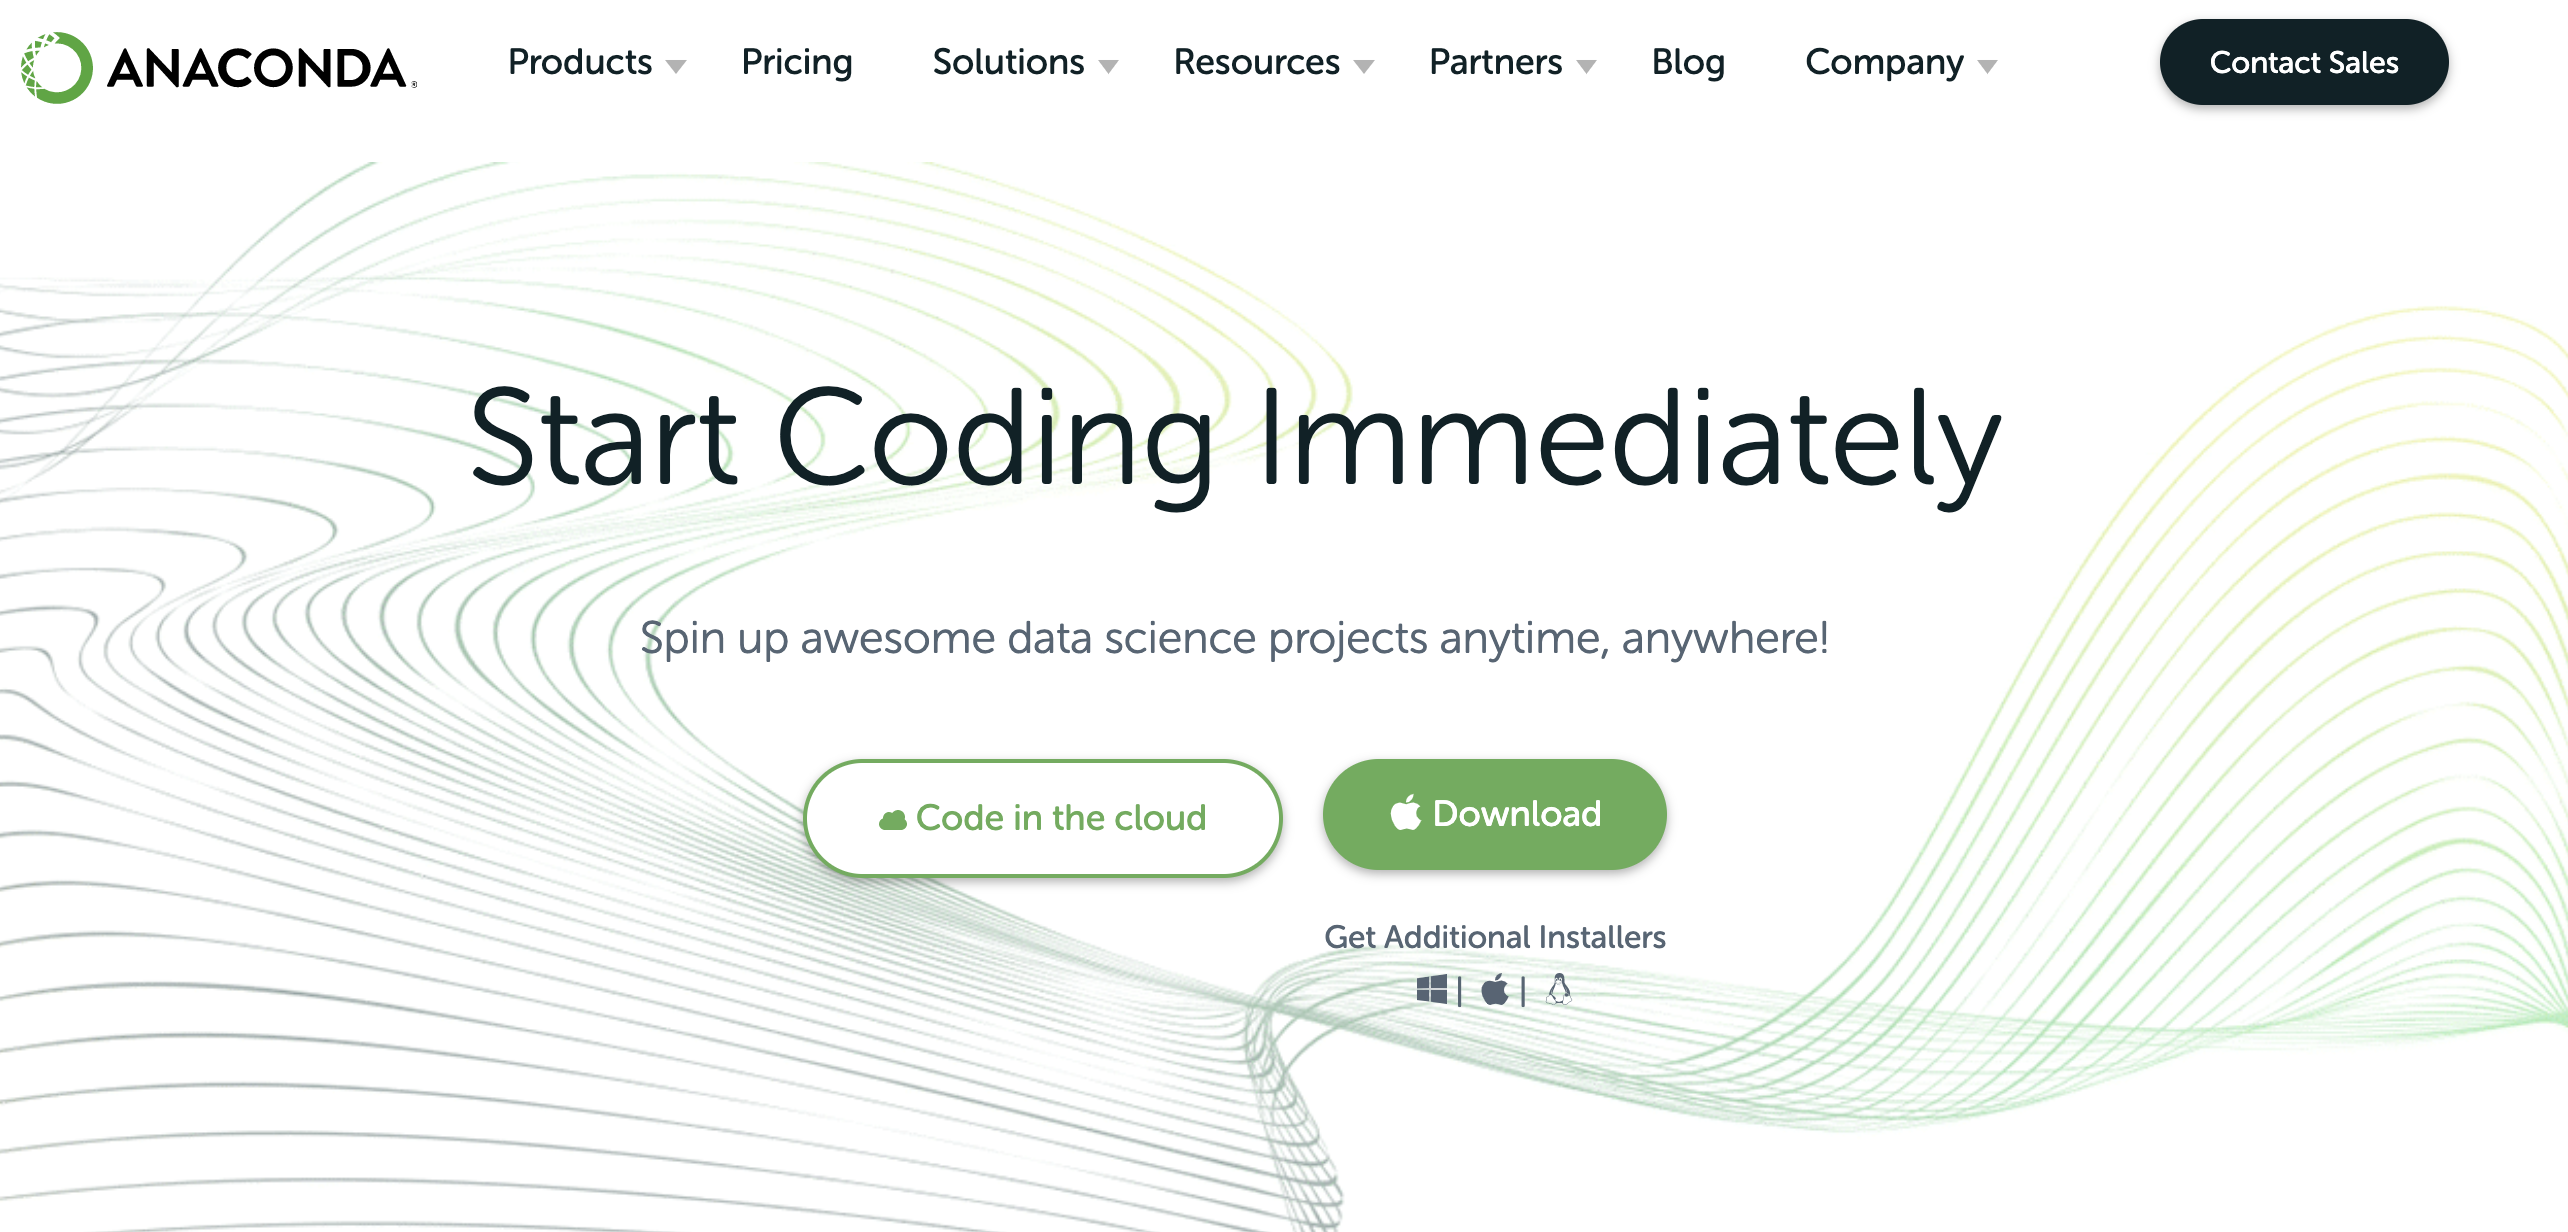 ANACONDA®
Products
Pricing
Solutions
Resources
Partners
Blog
Company
Contact Sales
Start Coding Immediately
Spin up awesome data science projects anytime, anywhere!
Code in the cloud
Download
Get Additional Installers